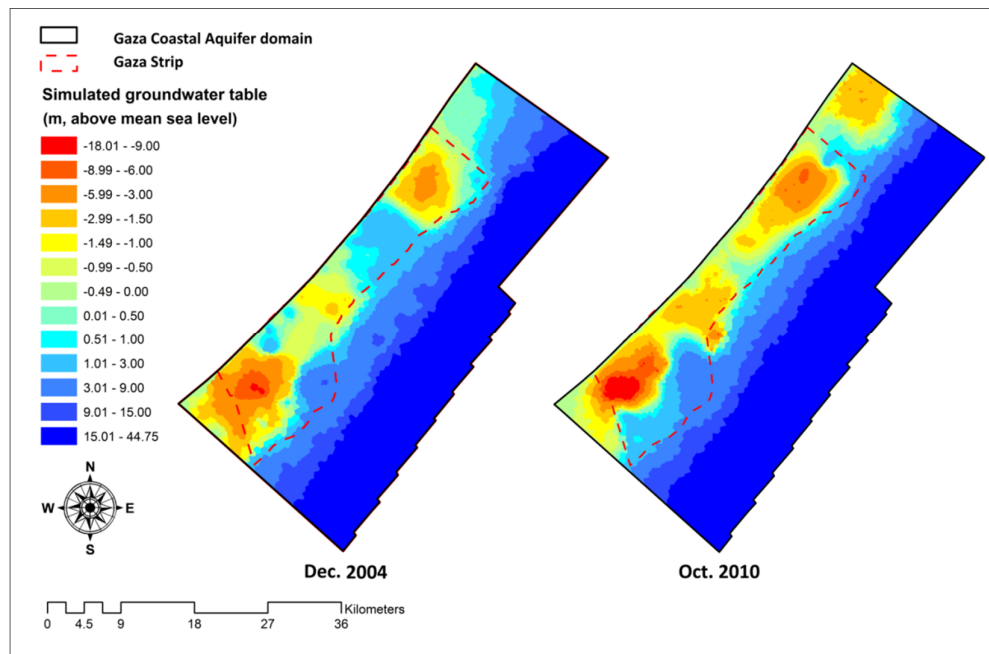 Gaza Coastal Aquifer domain
Gaza Strip
Simulated groundwater table
(m, above mean sea level)
-18.01 - -9.00
-8.99 - -6.00
-5.99 - -3.00
-2.99 - -1.50
-1.49 - -1.00
-0.99 - -0.50
-0.49 - 0.00
0.01 - 0.50
0.51 - 1.00
1.01 - 3.00
3.01 - 9.00
9.01 - 15.00
15.01 - 44.75
N
W E
S
Dec. 2004
Oct. 2010
Kilometers
0 4.5 9 18 27 36